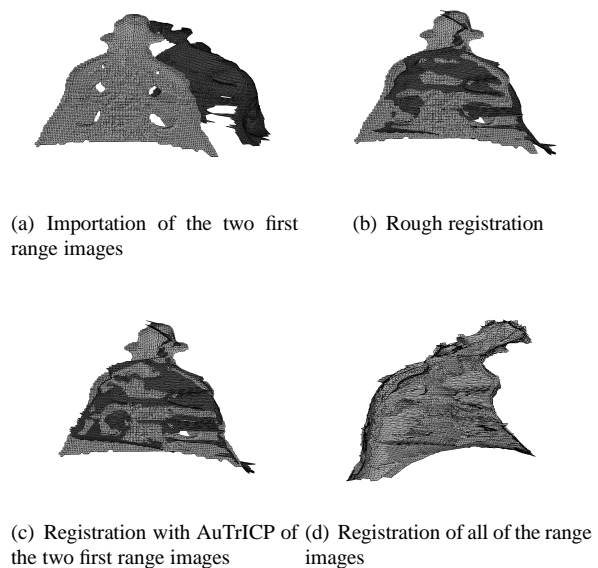 (a) Importation of the two first
range images
(b) Rough registration
(c) Registration with AuTrICP of
the two first range images
(d) Registration of all of the range
images